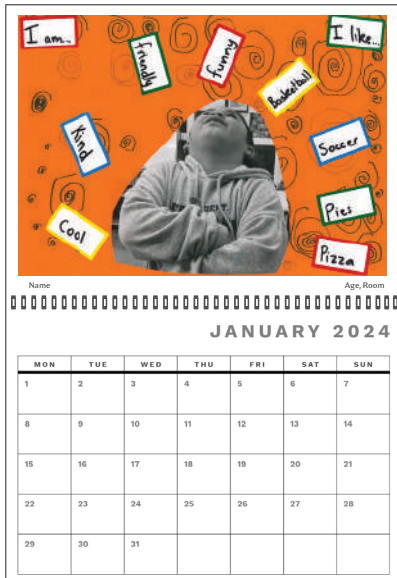 I am...
I like...
friendly
funny
Basketball
Kind
Soccer
Cool
Pies
Pizza
Name
Age, Room
JANUARY 2024
MON TUE WED THU FRI SAT SUN
1 2 3 4 5 6 7
8 9 10 11 12 13 14
15 16 17 18 19 20 21
22 23 24 25 26 27 28
29 30 31